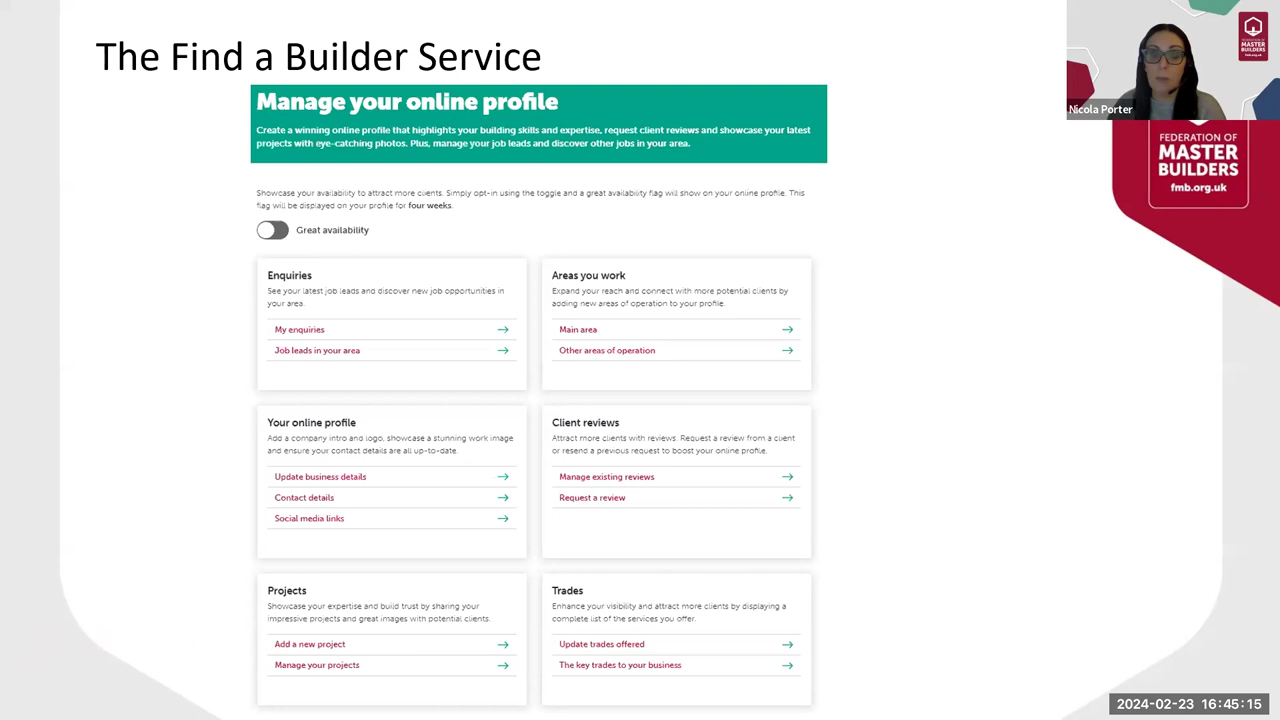 The Find a Builder Service
Manage your online profile
Create a winning online profile that highlights your building skills and expertise, request client reviews and showcase your latest
projects with eye-catching photos. Plus, manage your job leads and discover other jobs in your area.
Showcase your availability to attract more clients. Simply opt-in using the toggle and a great availability flag will show on your online profile. This
flag will be displayed on your profile for four weeks.
Great availability
Enquiries
See your latest job leads and discover new job opportunities in
your area.
My enquiries
Job leads in your area
Areas you work
Expand your reach and connect with more potential clients by
adding new areas of operation to your profile.
Main area
Other areas of operation
Your online profile
Add a company intro and logo, showcase a stunning work image
and ensure your contact details are all up-to-date.
Update business details
Contact details
Social media links
Client reviews
Attract more clients with reviews. Request a review from a client
or resend a previous request to boost your online profile.
Manage existing reviews
Request a review
Projects
Showcase your expertise and build trust by sharing your
impressive projects and great images with potential clients.
Add a new project
Manage your projects
Trades
Enhance your visibility and attract more clients by displaying a
complete list of the services you offer.
Update trades offered
The key trades to your business
FEDERATION OF
MASTER
BUILDERS
fmb.org.uk
Nicola Porter
FEDERATION OF
MASTER
BUILDERS
fmb.org.uk
2024-02-23 16:45:15